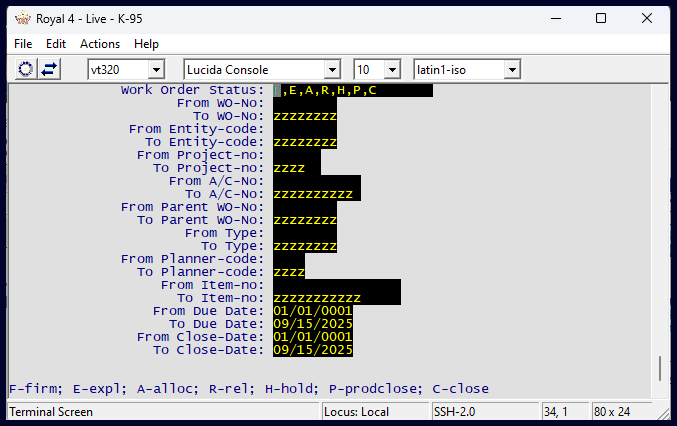 Royal 4 - Live - K-95
File Edit Actions Help
vt320 Lucida Console 10 latin1-iso
Work Order Status: ,E,A,R,H,P,C
From WO-No:
To WO-No: zzzzzzzz
From Entity-code:
To Entity-code: zzzzzzzz
From Project-no:
To Project-no: zzzz
From A/C-No:
To A/C-No: zzzzzzzzzz
From Parent WO-No:
To Parent WO-No: zzzzzzzz
From Type:
To Type: zzzzzzzz
From Planner-code:
To Planner-code: zzzz
From Item-no:
To Item-no: zzzzzzzzzzz
From Due Date: 01/01/0001
To Due Date: 09/15/2025
From Close-Date: 01/01/0001
To Close-Date: 09/15/2025
F-firm; E-expl; A-alloc; R-rel; H-hold; P-prodclose; C-close
Terminal Screen Locus: Local SSH-2.0 34, 1 80 x 24